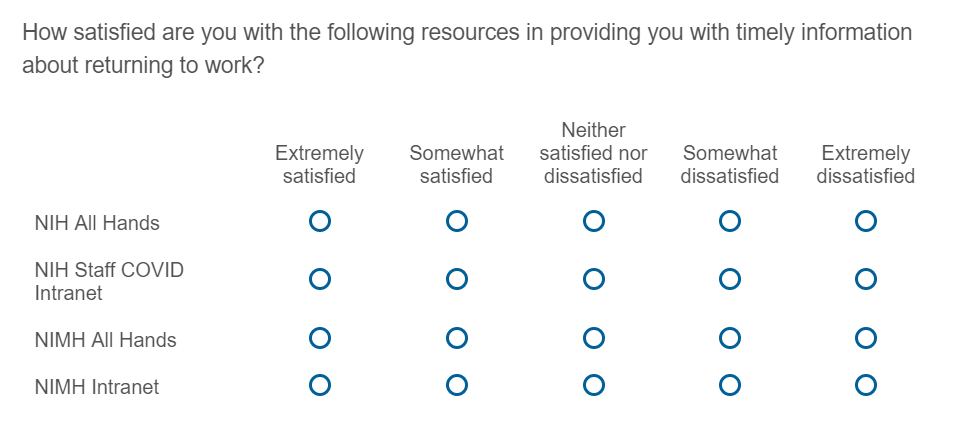 How satisfied are you with the following resources in providing you with timely information
about returning to work?
Extremely
satisfied
Somewhat
satisfied
Neither
satisfied nor
dissatisfied
Somewhat
dissatisfied
Extremely
dissatisfied
NIH All Hands
NIH Staff COVID
Intranet
NIMH All Hands
NIMH Intranet